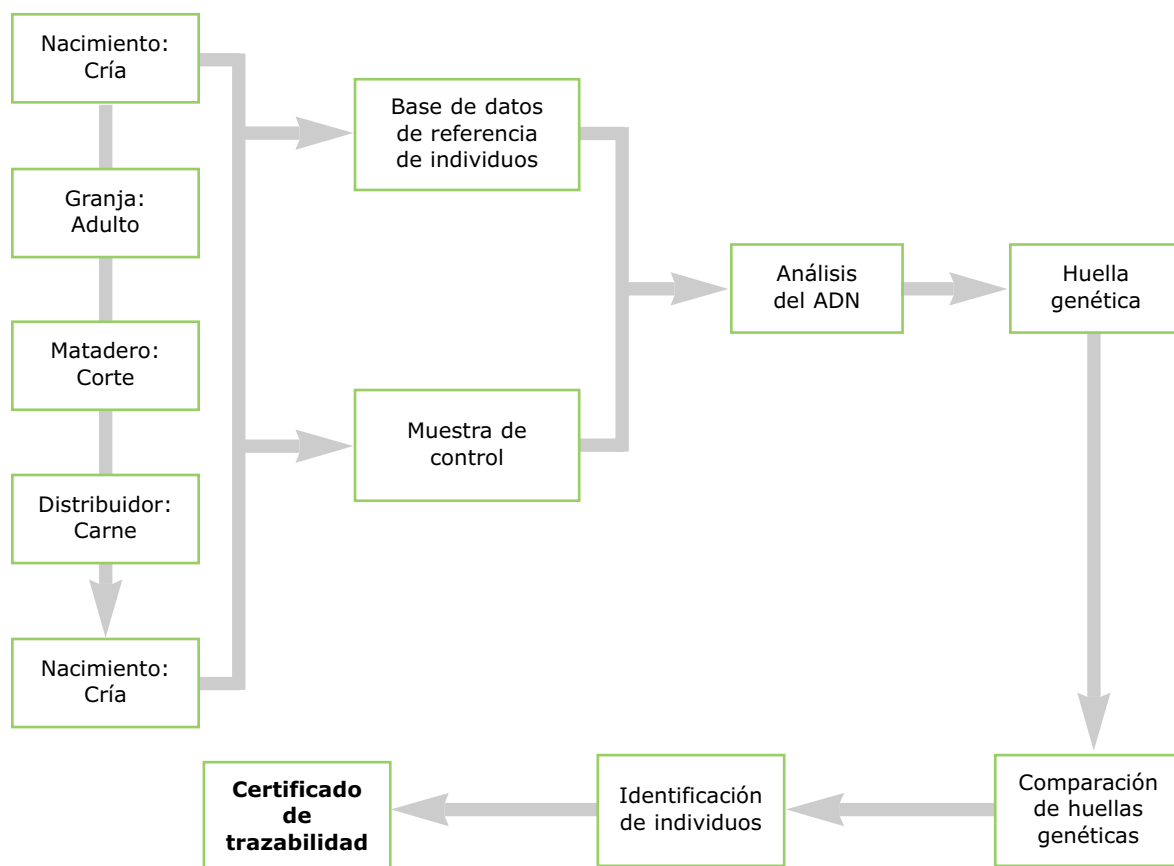 Nacimiento:
Cría
Granja:
Adulto
Matadero:
Corte
Distribuidor:
Carne
Nacimiento:
Cría
Base de datos
de referencia
de individuos
Muestra de
control
Análisis
del ADN
Huella
genética
Comparación
de huellas
genéticas
Identificación
de individuos
Certificado
de
trazabilidad